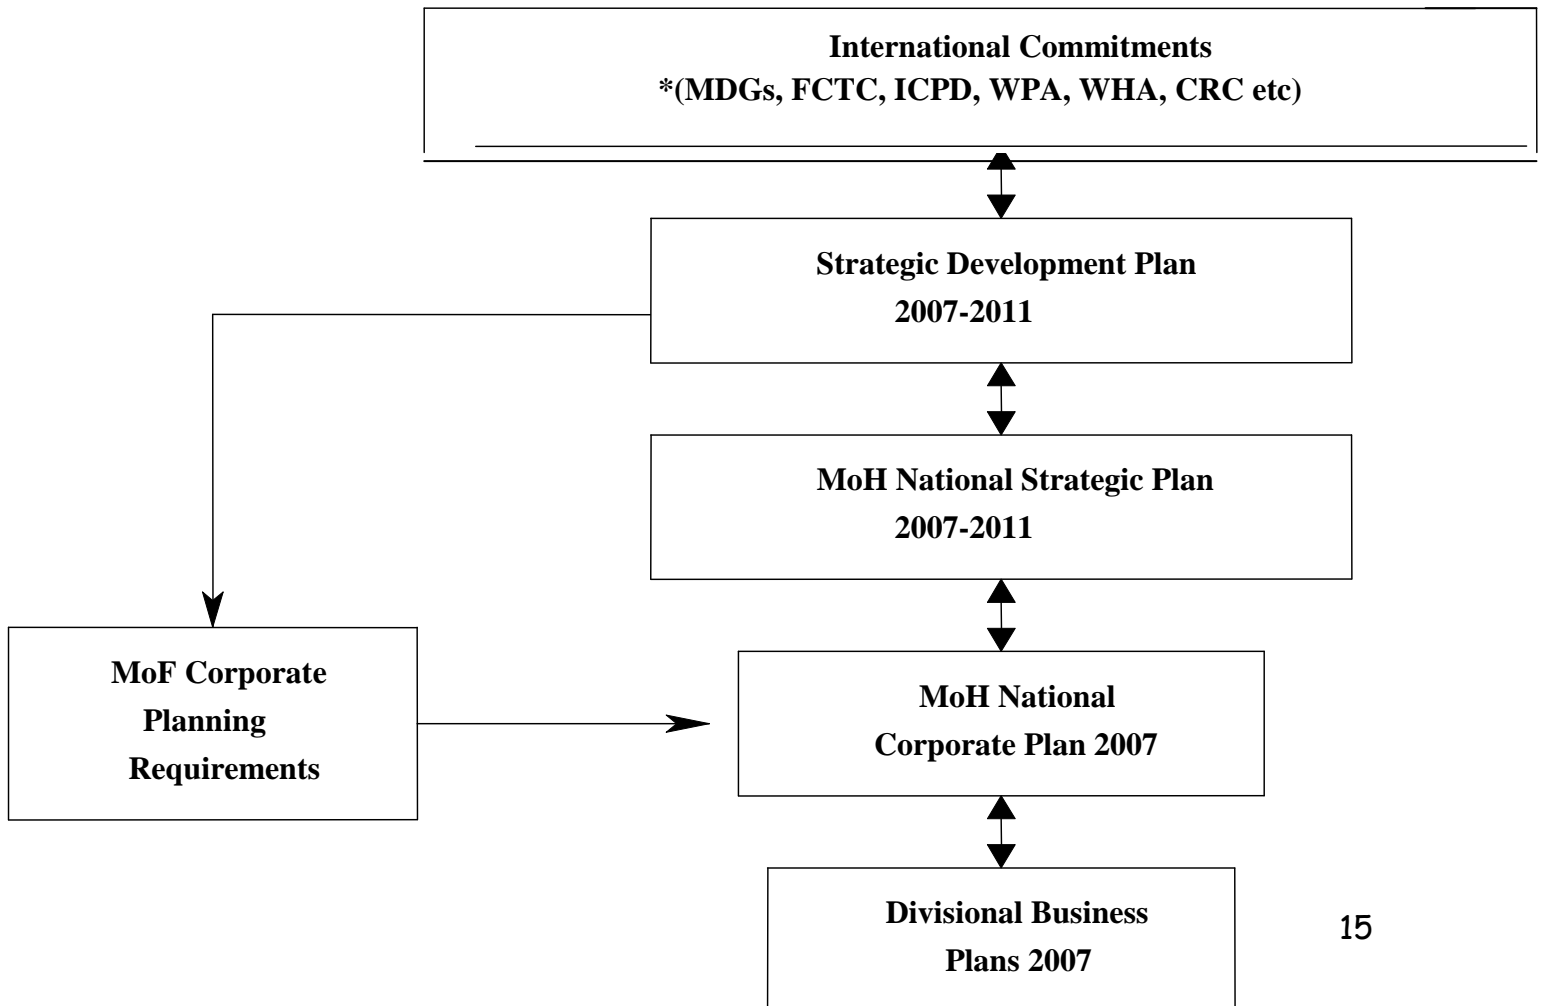 International Commitments
*(MDGs, FCTC, ICPD, WPA, WHA, CRC etc)
Strategic Development Plan
2007-2011
MoH National Strategic Plan
2007-2011
MoF Corporate
Planning
Requirements
MoH National
Corporate Plan 2007
Divisional Business
Plans 2007
15